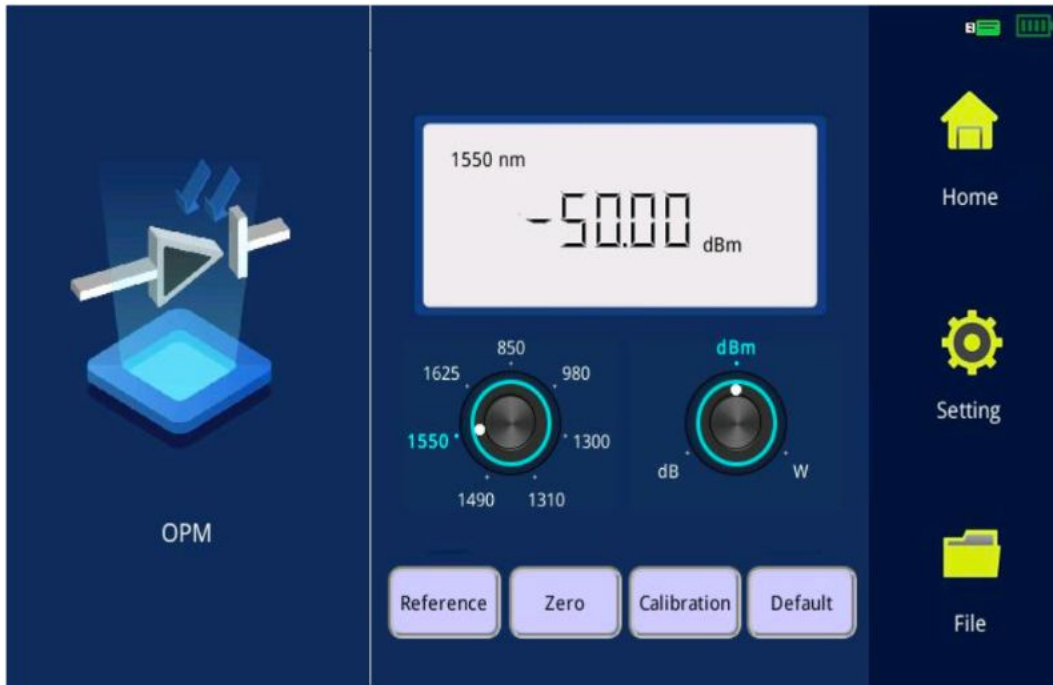 OPM
1550 nm
-50.00 dBm
850
1625
980
1550
1300
1490
1310
dBm
dB
W
Reference
Zero
Calibration
Default
Home
Setting
File